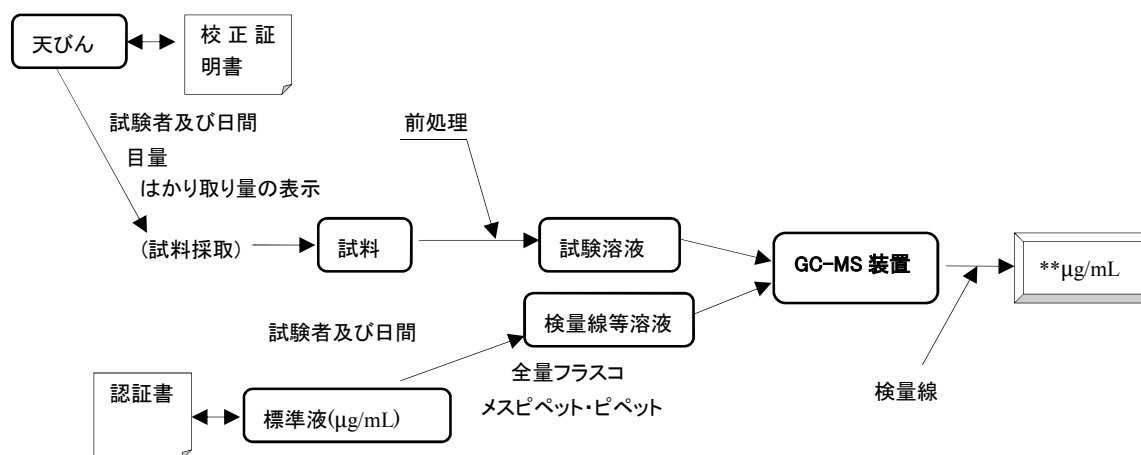 天びん
校 正 証
明書
試験者及び日間
目量
はかり取り量の表示
前処理
(試料採取)
試料
試験溶液
GC-MS 装置
**μg/mL
試験者及び日間
検量線等溶液
全量フラスコ
メスピペット・ピペット
検量線
認証書
標準液(μg/mL)